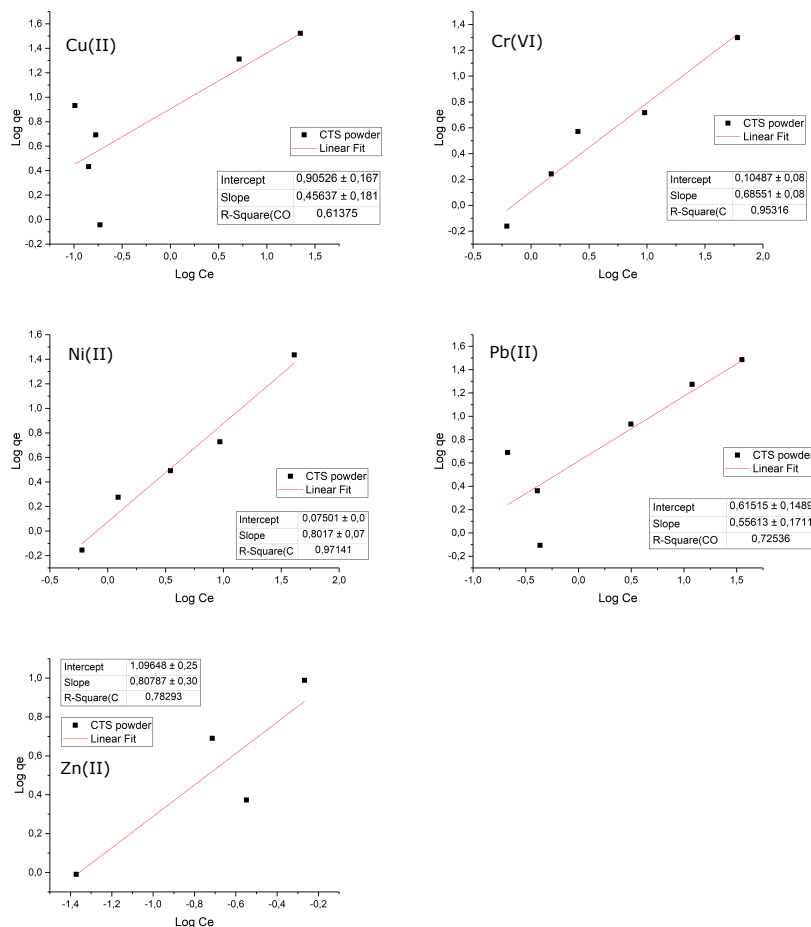 Cu(II)
1,6
1,4
1,2
1,0
0,8
0,6
0,4
0,2
0,0
-0,2
Log qe
CTS powder
Linear Fit
Intercept 0,90526 ± 0,167
Slope 0,45637 ± 0,181
R-Square(CO 0,61375
-1,0 -0,5 0,0 0,5 1,0 1,5
Log Ce
Cr(VI)
1,4
1,2
1,0
0,8
0,6
0,4
0,2
0,0
-0,2
Log qe
CTS powder
Linear Fit
Intercept 0,10487 ± 0,08
Slope 0,68551 ± 0,08
R-Square(C 0,95316
-0,5 0,0 0,5 1,0 1,5 2,0
Log Ce
Ni(II)
1,6
1,4
1,2
1,0
0,8
0,6
0,4
0,2
0,0
-0,2
Log qe
CTS powder
Linear Fit
Intercept 0,07501 ± 0,0
Slope 0,8017 ± 0,07
R-Square(C 0,97141
-0,5 0,0 0,5 1,0 1,5 2,0
Log Ce
Pb(II)
1,6
1,4
1,2
1,0
0,8
0,6
0,4
0,2
0,0
-0,2
Log qe
CTS powder
Linear Fit
Intercept 0,61515 ± 0,1489
Slope 0,55613 ± 0,1711
R-Square(CO 0,72536
-1,0 -0,5 0,0 0,5 1,0 1,5
Log Ce
Intercept 1,09648 ± 0,25
Slope 0,80787 ± 0,30
R-Square(C 0,78293
CTS powder
Linear Fit
Zn(II)
1,0
0,8
0,6
0,4
0,2
0,0
Log qe
-1,4 -1,2 -1,0 -0,8 -0,6 -0,4 -0,2
Log Ce